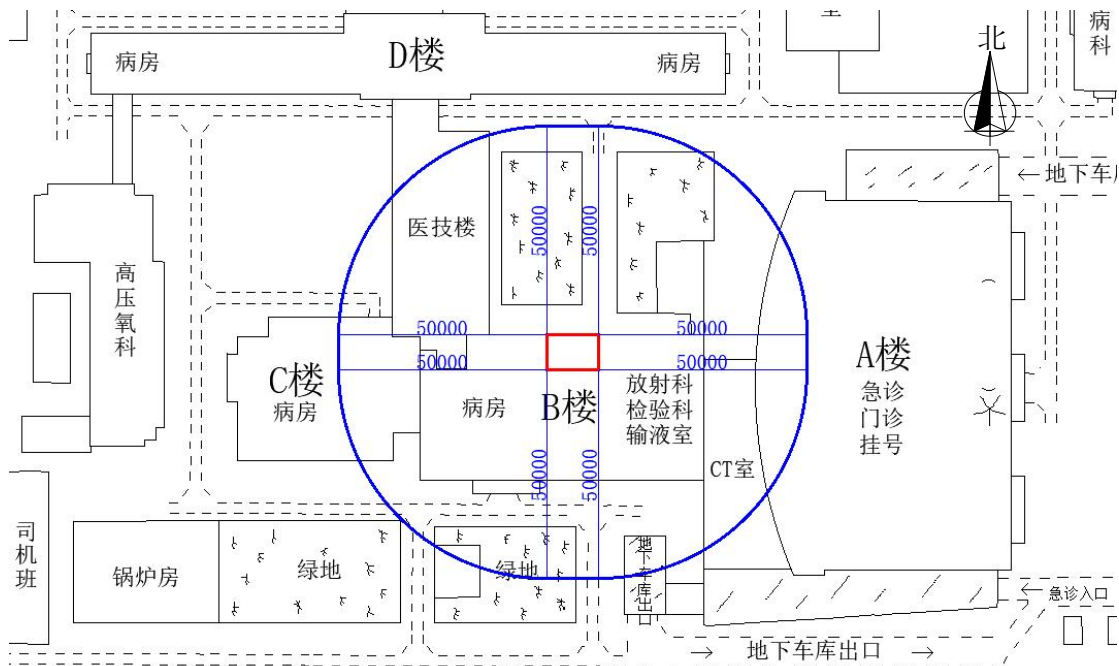 病科
D楼
病房
病房
北
地下车
医技楼
50000
50000
高压氧科
50000
50000
50000
50000
A楼
急诊
门诊
挂号
C楼
病房
病房
B楼
放射科
检验科
输液室
CT室
50000
50000
司机班
锅炉房
绿地
绿地
地下车库出
急诊入口
地下车库出口